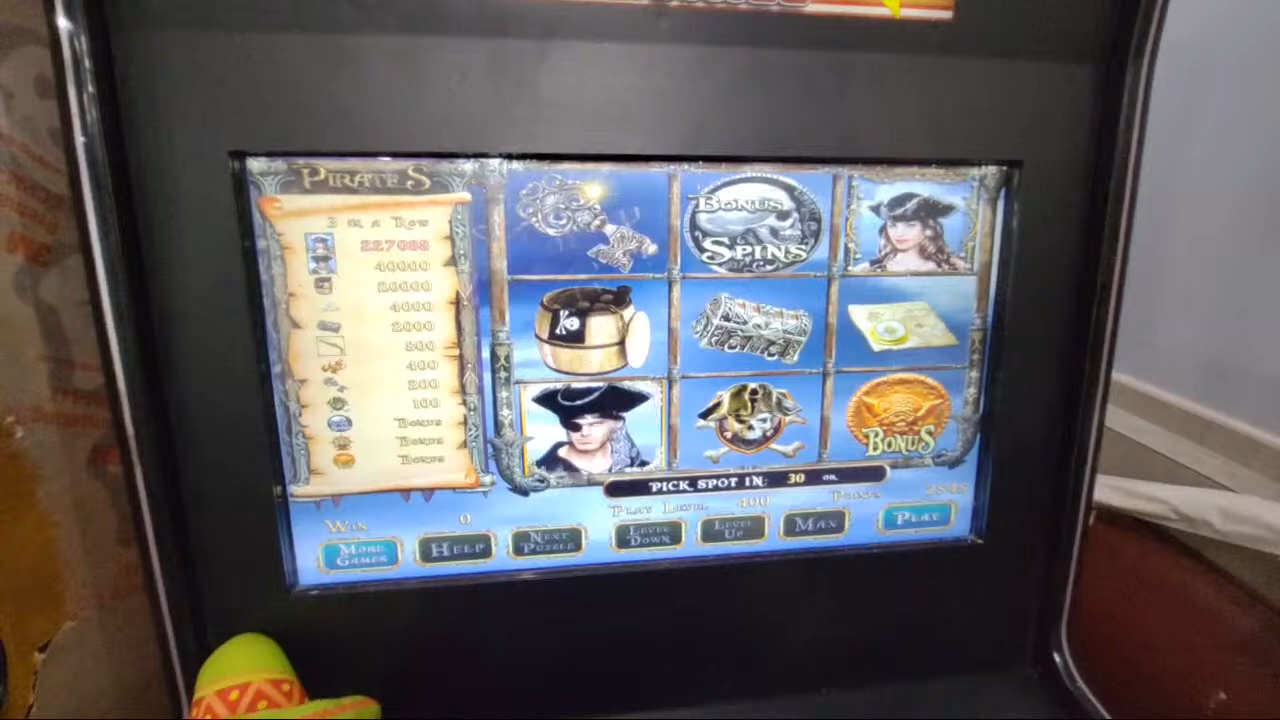 PIRATES
3 IN A ROW
227088
40000
20000
4000
2000
800
400
200
100
BONUS
BONUS
BONUS
BONUS
SPINS
BONUS
PICK SPOT IN: 30 OR
WIN 0
PLAY LEVEL 400
POINTS
MORE GAMES
HELP
NEXT PUZZLE
LEVEL DOWN
LEVEL UP
MAX
PLAY